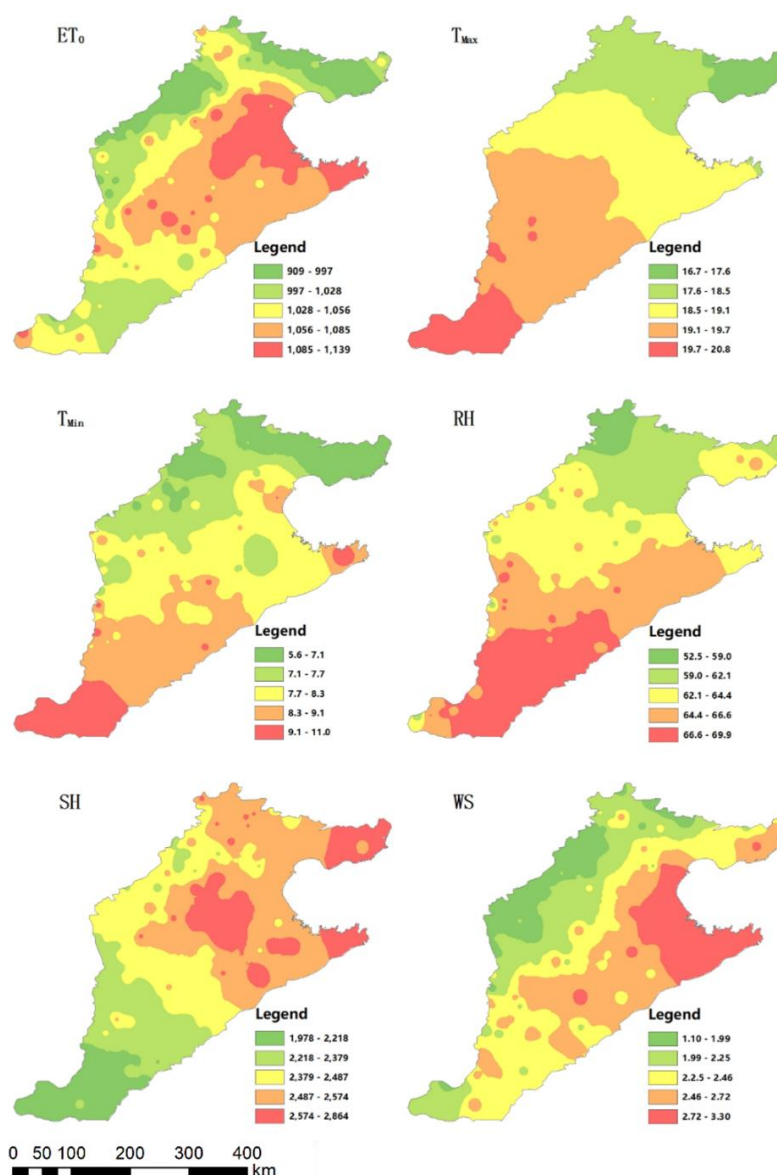 ET₀
Legend
909 - 997
997 - 1,028
1,028 - 1,056
1,056 - 1,085
1,085 - 1,139
T_Max
Legend
16.7 - 17.6
17.6 - 18.5
18.5 - 19.1
19.1 - 19.7
19.7 - 20.8
T_Min
Legend
5.6 - 7.1
7.1 - 7.7
7.7 - 8.3
8.3 - 9.1
9.1 - 11.0
RH
Legend
52.5 - 59.0
59.0 - 62.1
62.1 - 64.4
64.4 - 66.6
66.6 - 69.9
SH
Legend
1,978 - 2,218
2,218 - 2,379
2,379 - 2,487
2,487 - 2,574
2,574 - 2,864
WS
Legend
1.10 - 1.99
1.99 - 2.25
2.2.5 - 2.46
2.46 - 2.72
2.72 - 3.30
0 50 100 200 300 400
km